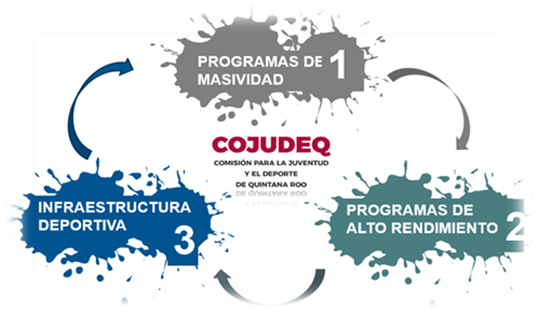 PROGRAMAS DE
MASIVIDAD
1
COJUDEQ
COMISIÓN PARA LA JUVENTUD
Y EL DEPORTE
DE QUINTANA ROO
PROGRAMAS DE
ALTO RENDIMIENTO
2
INFRAESTRUCTURA
DEPORTIVA
3